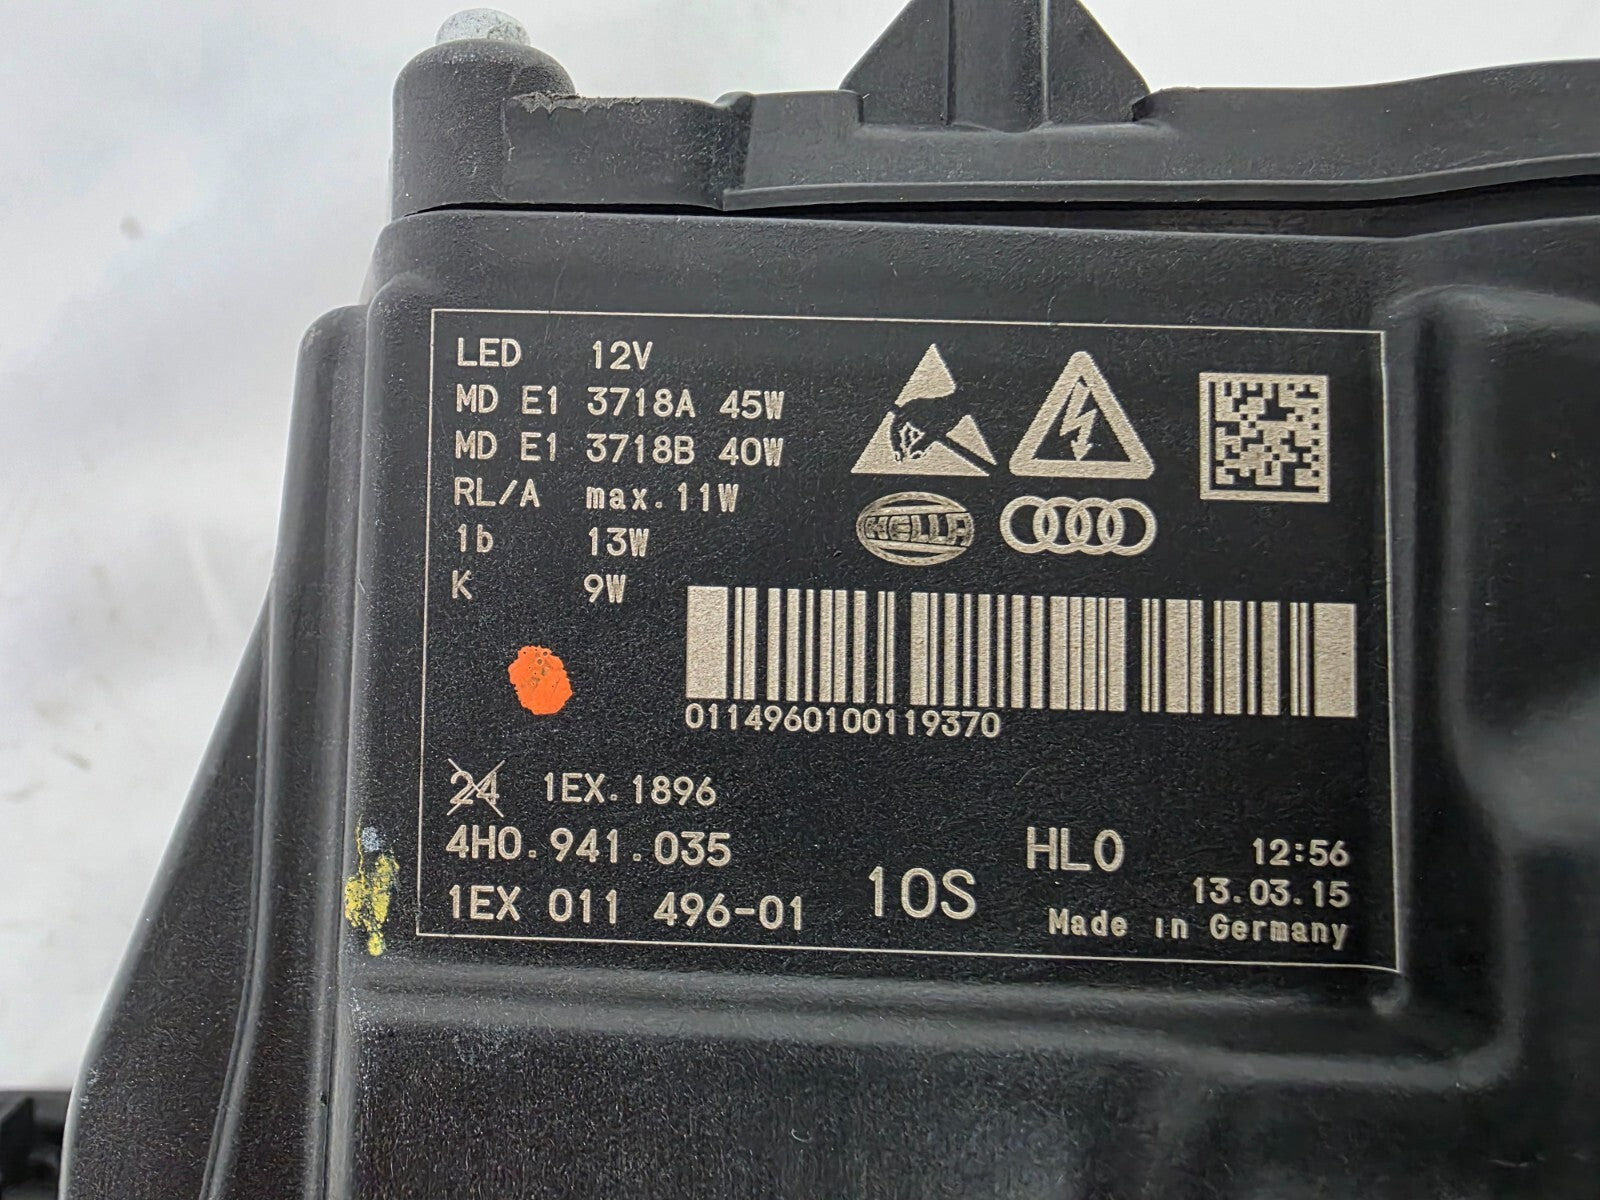 LED 12V
MD E1 3718A 45W
MD E1 3718B 40W
RL/A max.11W
1b 13W
K 9W
HELLA
0114960100119370
24 1EX.1896
4H0.941.035
1EX 011 496-01
10S
HL0
12:56
13.03.15
Made in Germany